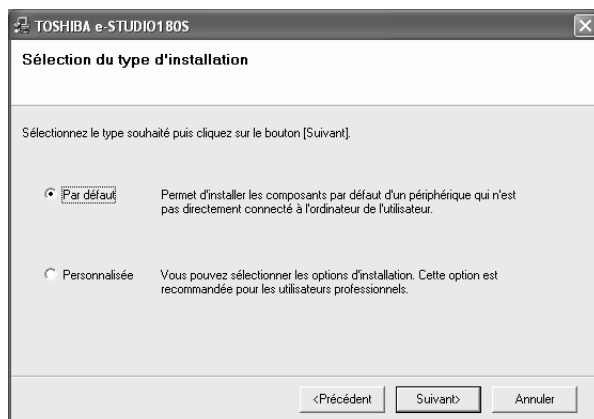 TOSHIBA e-STUDIO180S
Sélection du type d'installation
Sélectionnez le type souhaité puis cliquez sur le bouton [Suivant].
Par défaut
Permet d'installer les composants par défaut d'un périphérique qui n'est
pas directement connecté à l'ordinateur de l'utilisateur.
Personnalisée
Vous pouvez sélectionner les options d'installation. Cette option est
recommandée pour les utilisateurs professionnels.
<Précédent
Suivant>
Annuler